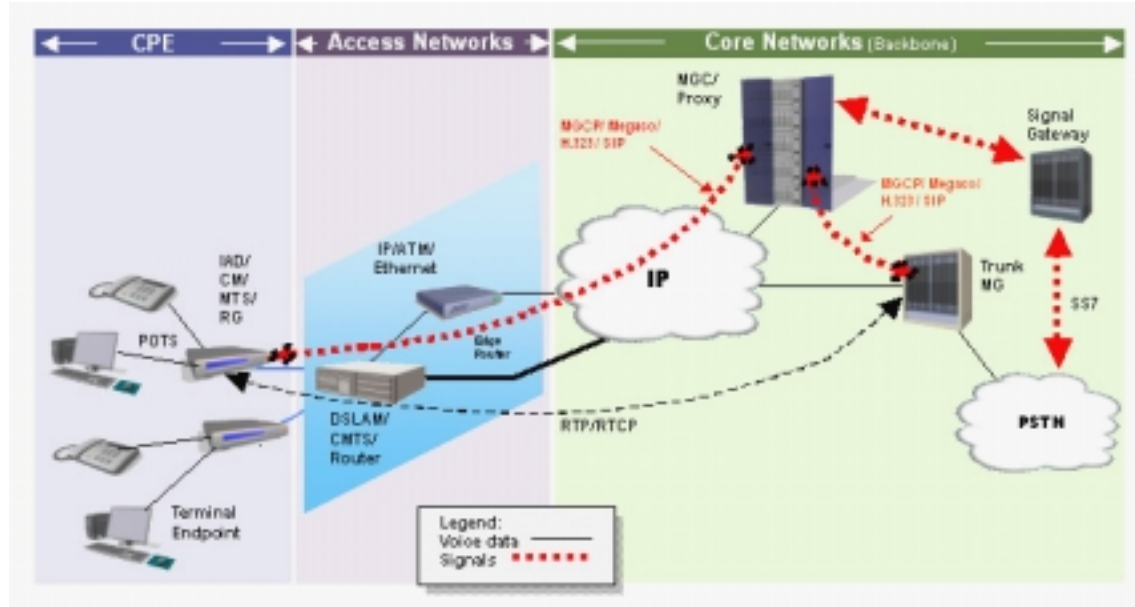 CPE
Access Networks
Core Networks (Backbone)
MGC/
Proxy
Signal
Gateway
MGCP/ Megaco/
H.323/ SIP
MGCP/ Megaco/
H.323/ SIP
IP/ATM/
Ethernet
IAD/
CM/
MTS/
RG
IP
Trunk
MG
SS7
POTS
Edge
Router
DSLAM/
CMTS/
Router
RTP/RTCP
PSTN
Terminal
Endpoint
Legend:
Voice data
Signals